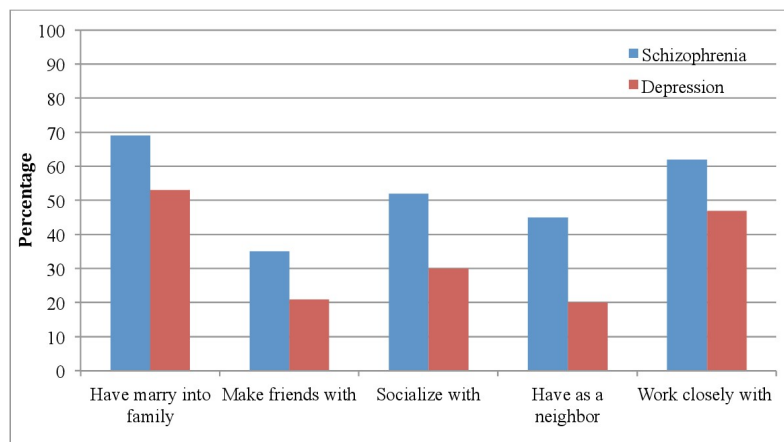 100
90
80
70
60
50
40
30
20
10
0
Percentage
Schizophrenia
Depression
Have marry into
family
Make friends with
Socialize with
Have as a
neighbor
Work closely with